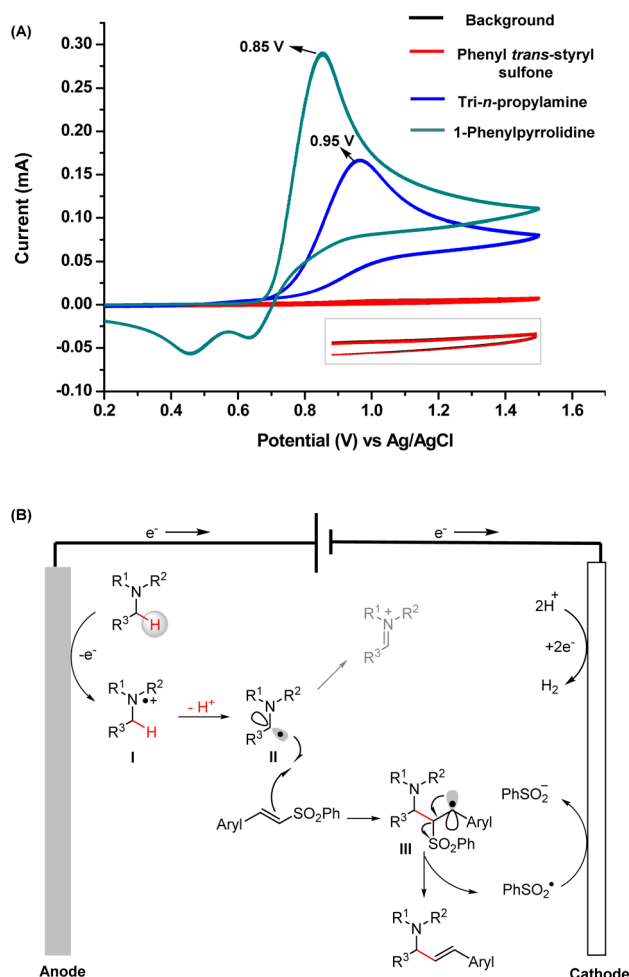 (A)
Background
Phenyl trans-styryl
sulfone
Tri-n-propylamine
1-Phenylpyrrolidine
0.85 V
0.95 V
0.30
0.25
0.20
0.15
0.10
0.05
0.00
-0.05
-0.10
Current (mA)
0.2 0.4 0.6 0.8 1.0 1.2 1.4 1.6
Potential (V) vs Ag/AgCl
(B)
e-
e-
R1 N R2
R3 H
-e-
R1 N•+ R2
R3 H
I
- H+
R1 N R2
R3 •
II
R1 +N R2
R3
2H+
+2e-
H2
Aryl SO2Ph
R1 N R2
R3 • Aryl
SO2Ph
III
PhSO2−
PhSO2•
R1 N R2
R3 Aryl
Anode
Cathode